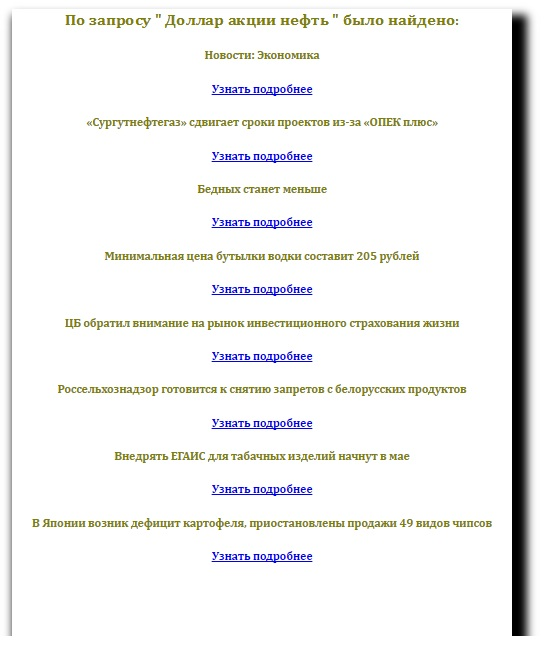 По запросу " Доллар акции нефть " было найдено:
Новости: Экономика
Узнать подробнее
«Сургутнефтегаз» сдвигает сроки проектов из-за «ОПЕК плюс»
Узнать подробнее
Бедных станет меньше
Узнать подробнее
Минимальная цена бутылки водки составит 205 рублей
Узнать подробнее
ЦБ обратил внимание на рынок инвестиционного страхования жизни
Узнать подробнее
Россельхознадзор готовится к снятию запретов с белорусских продуктов
Узнать подробнее
Внедрять ЕГАИС для табачных изделий начнут в мае
Узнать подробнее
В Японии возник дефицит картофеля, приостановлены продажи 49 видов чипсов
Узнать подробнее